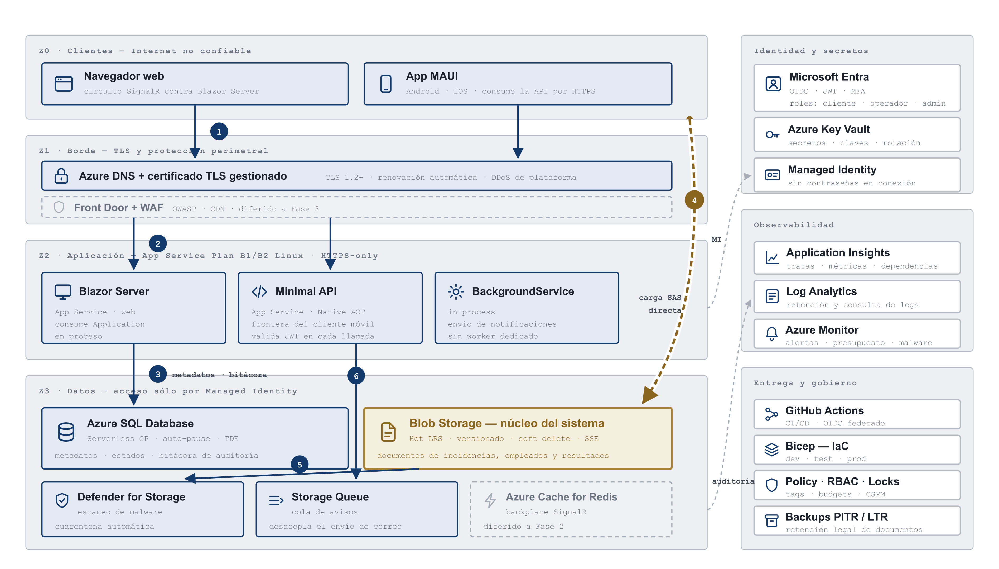 Z0 · Clientes — Internet no confiable
Navegador web
circuito SignalR contra Blazor Server
App MAUI
Android · iOS · consume la API por HTTPS
1
Z1 · Borde — TLS y protección perimetral
Azure DNS + certificado TLS gestionado
TLS 1.2+ · renovación automática · DDoS de plataforma
Front Door + WAF
OWASP · CDN · diferido a Fase 3
4
2
Z2 · Aplicación — App Service Plan B1/B2 Linux · HTTPS-only
Blazor Server
App Service · web
consume Application
en proceso
Minimal API
App Service · Native AOT
frontera del cliente móvil
valida JWT en cada llamada
BackgroundService
in-process
envío de notificaciones
sin worker dedicado
carga SAS
directa
3
metadatos · bitácora
6
Z3 · Datos — acceso sólo por Managed Identity
Azure SQL Database
Serverless GP · auto-pause · TDE
metadatos · estados · bitácora de auditoría
Blob Storage — núcleo del sistema
Hot LRS · versionado · soft delete · SSE
documentos de incidencias, empleados y resultados
5
Defender for Storage
escaneo de malware
cuarentena automática
Storage Queue
cola de avisos
desacopla el envío de correo
Azure Cache for Redis
backplane SignalR
diferido a Fase 2
MI
auditoría
Identidad y secretos
Microsoft Entra
OIDC · JWT · MFA
roles: cliente · operador · admin
Azure Key Vault
secretos · claves · rotación
Managed Identity
sin contraseñas en conexión
Observabilidad
Application Insights
trazas · métricas · dependencias
Log Analytics
retención y consulta de logs
Azure Monitor
alertas · presupuesto · malware
Entrega y gobierno
GitHub Actions
CI/CD · OIDC federado
Bicep — IaC
dev · test · prod
Policy · RBAC · Locks
tags · budgets · CSPM
Backups PITR / LTR
retención legal de documentos